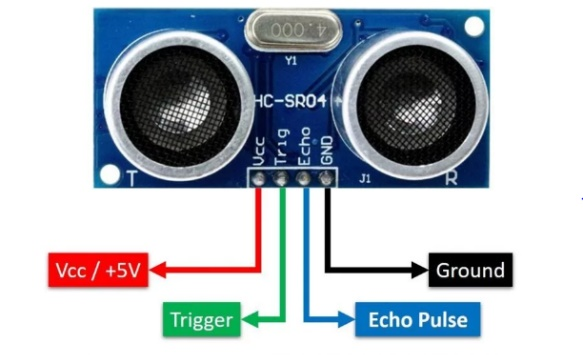 4.000
Y1
HC-SR04
Vcc
Trig
Echo
GND
T
J1
R
Vcc / +5V
Ground
Trigger
Echo Pulse